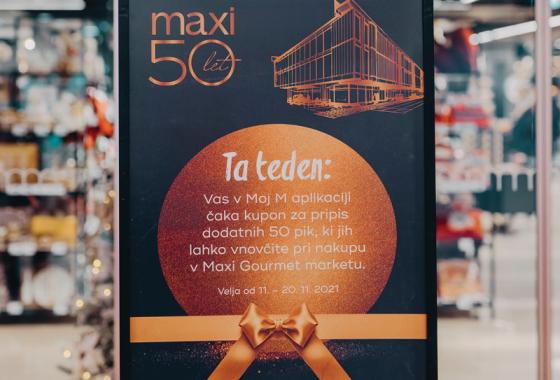 maxi
50 let
Ta teden:
Vas v Moj M aplikaciji
čaka kupon za pripis
dodatnih 50 pik, ki jih
lahko vnovčite pri nakupu
v Maxi Gourmet marketu.
Velja od 11. – 20. 11. 2021